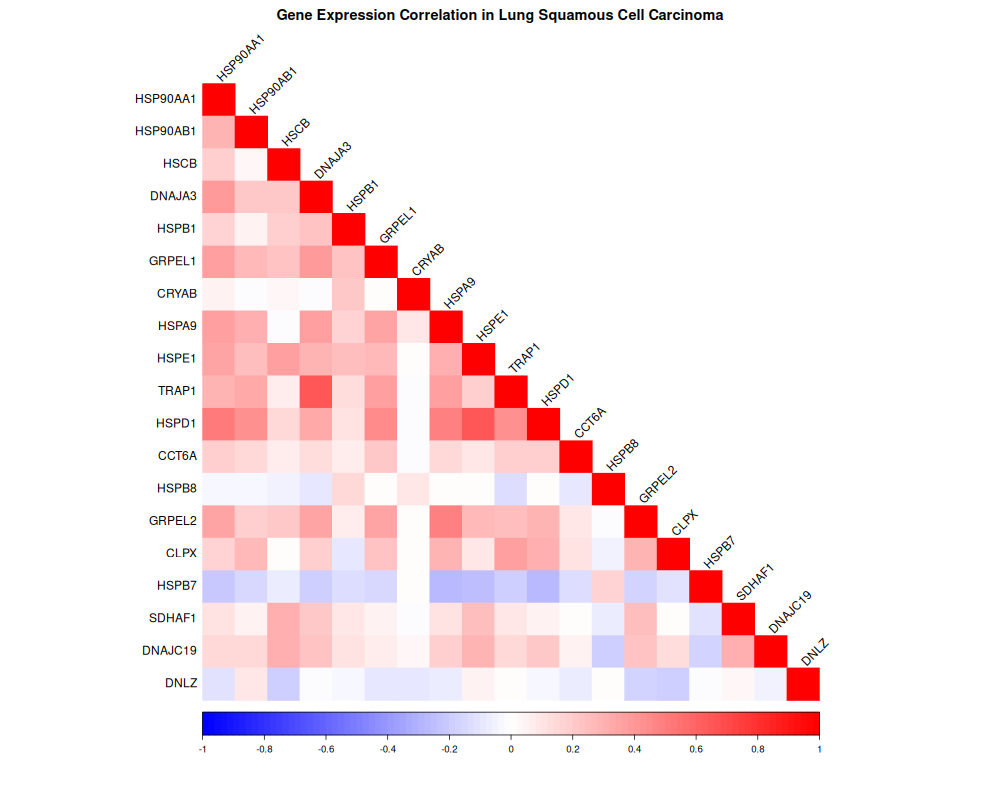 Gene Expression Correlation in Lung Squamous Cell Carcinoma
HSP90AA1
HSP90AB1
HSCB
DNAJA3
HSPB1
GRPEL1
CRYAB
HSPA9
HSPE1
TRAP1
HSPD1
CCT6A
HSPB8
GRPEL2
CLPX
HSPB7
SDHAF1
DNAJC19
DNLZ
HSP90AA1
HSP90AB1
HSCB
DNAJA3
HSPB1
GRPEL1
CRYAB
HSPA9
HSPE1
TRAP1
HSPD1
CCT6A
HSPB8
GRPEL2
CLPX
HSPB7
SDHAF1
DNAJC19
DNLZ
-1 -0.8 -0.6 -0.4 -0.2 0 0.2 0.4 0.6 0.8 1